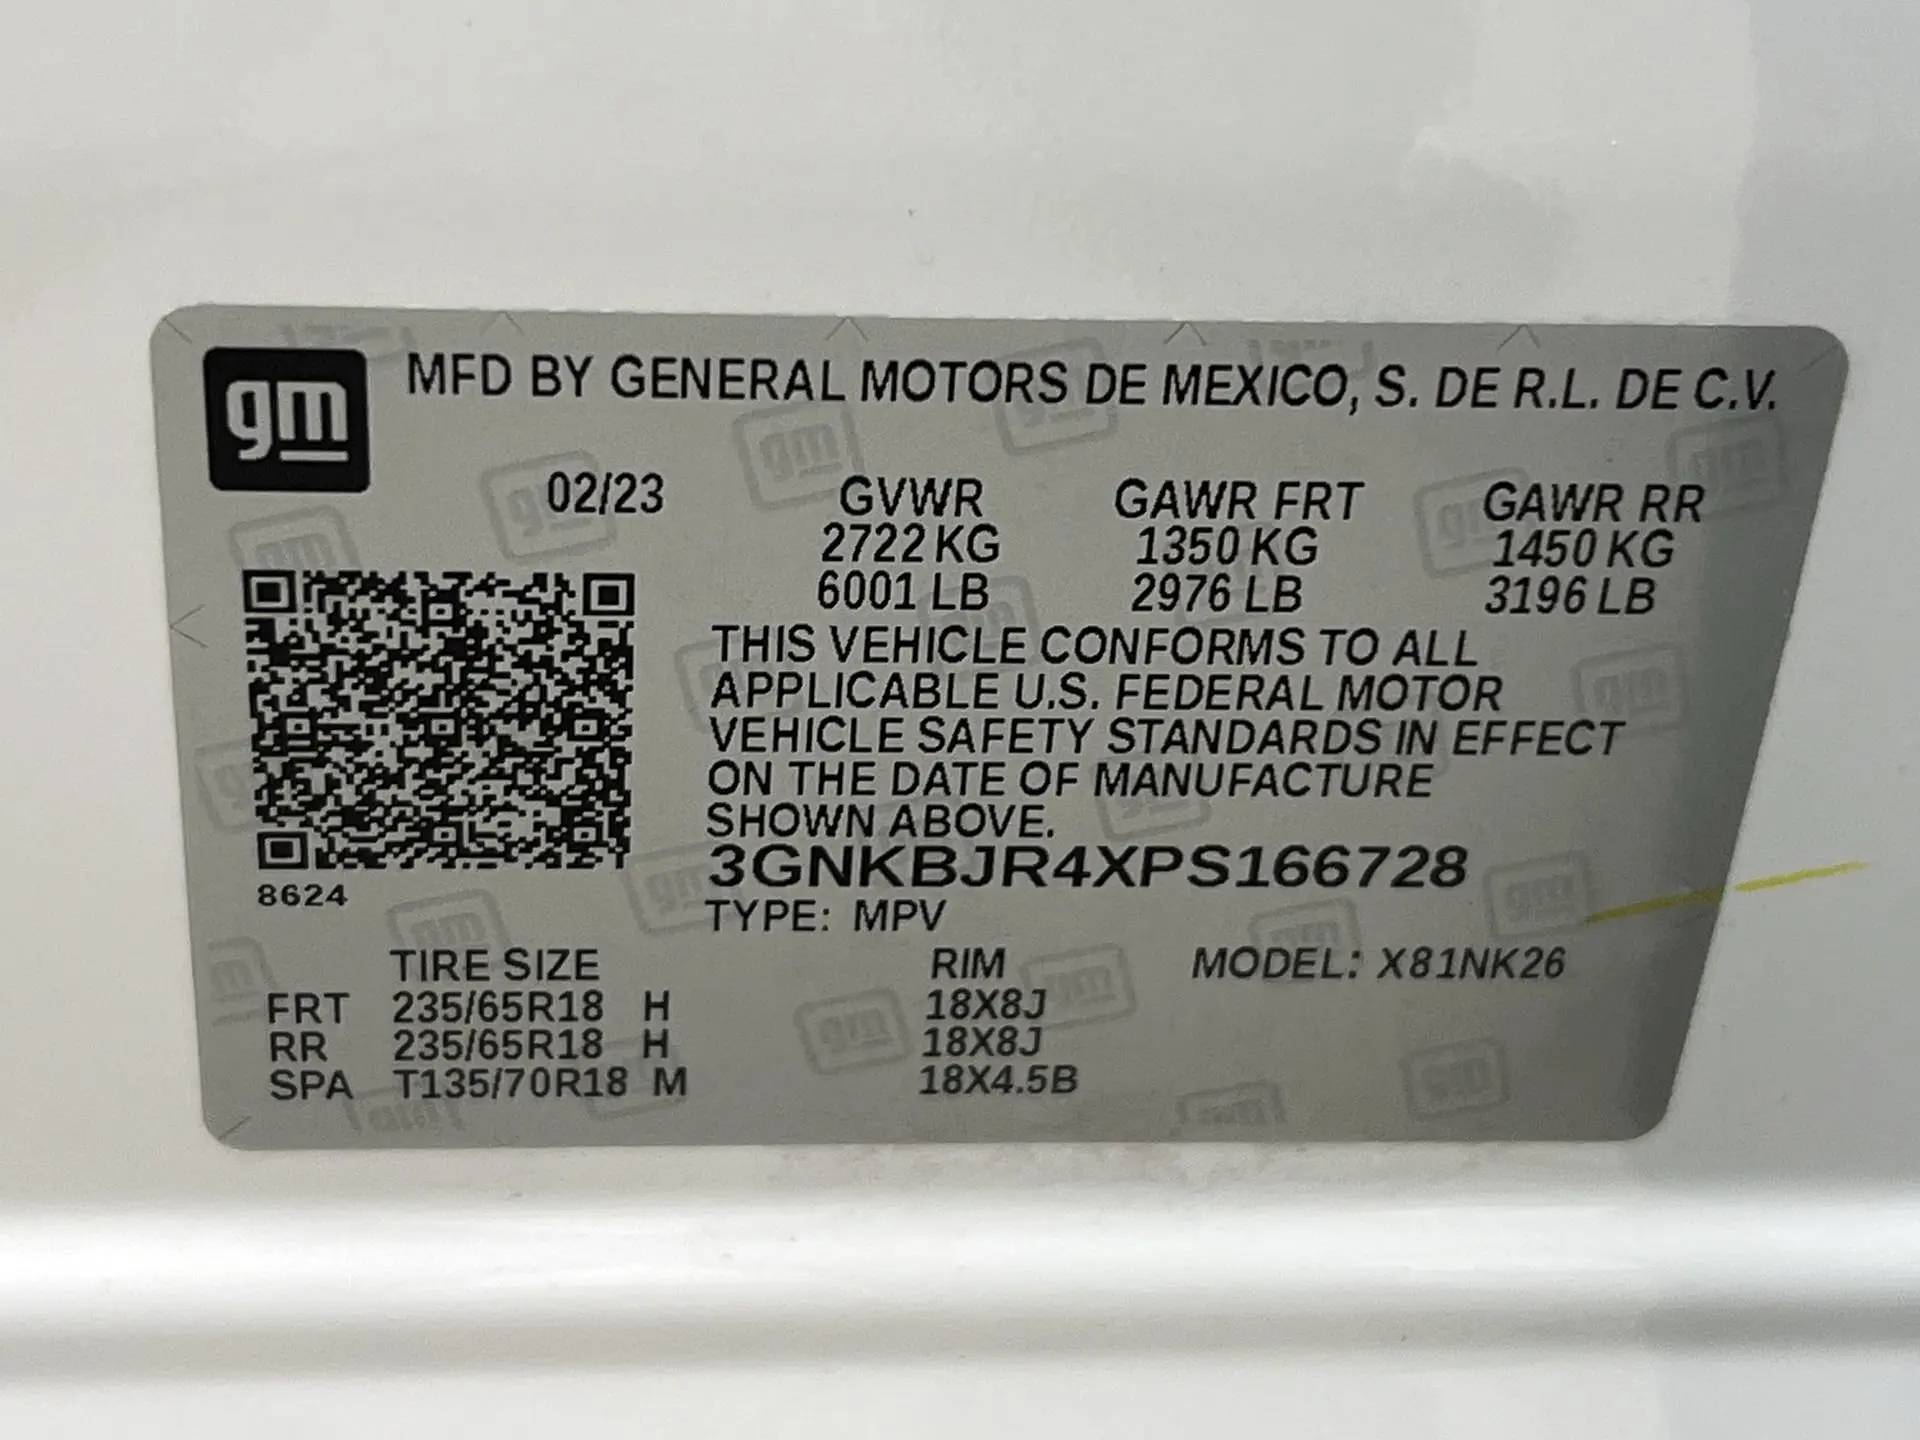 gm MFD BY GENERAL MOTORS DE MEXICO, S. DE R.L. DE C.V.
02/23 GVWR GAWR FRT GAWR RR
2722 KG 1350 KG 1450 KG
6001 LB 2976 LB 3196 LB
THIS VEHICLE CONFORMS TO ALL
APPLICABLE U.S. FEDERAL MOTOR
VEHICLE SAFETY STANDARDS IN EFFECT
ON THE DATE OF MANUFACTURE
SHOWN ABOVE.
3GNKBJR4XPS166728
8624
TYPE: MPV
TIRE SIZE RIM MODEL: X81NK26
FRT 235/65R18 H 18X8J
RR 235/65R18 H 18X8J
SPA T135/70R18 M 18X4.5B